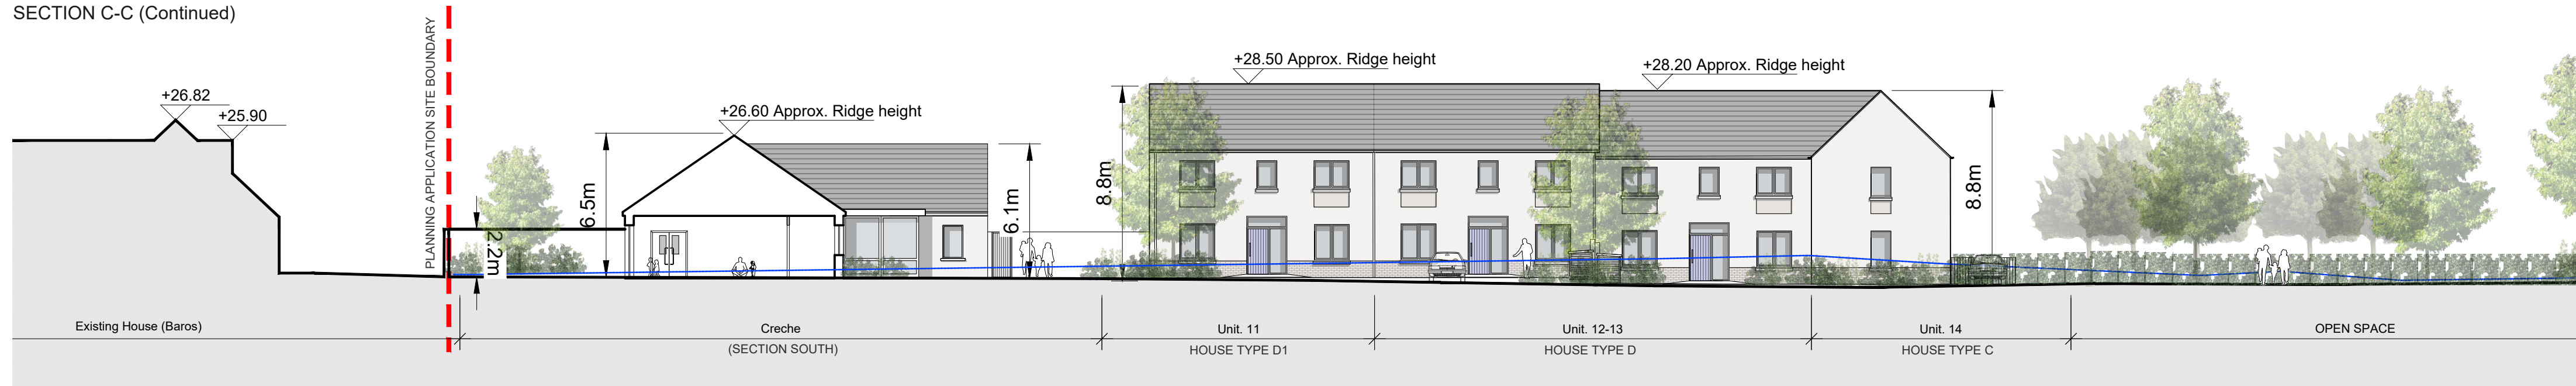 SECTION C-C (Continued)
PLANNING APPLICATION SITE BOUNDARY
+26.82
+25.90
+26.60 Approx. Ridge height
+28.50 Approx. Ridge height
+28.20 Approx. Ridge height
2.2m
6.5m
6.1m
8.8m
8.8m
Existing House (Baros)
Creche
(SECTION SOUTH)
Unit. 11
HOUSE TYPE D1
Unit. 12-13
HOUSE TYPE D
Unit. 14
HOUSE TYPE C
OPEN SPACE